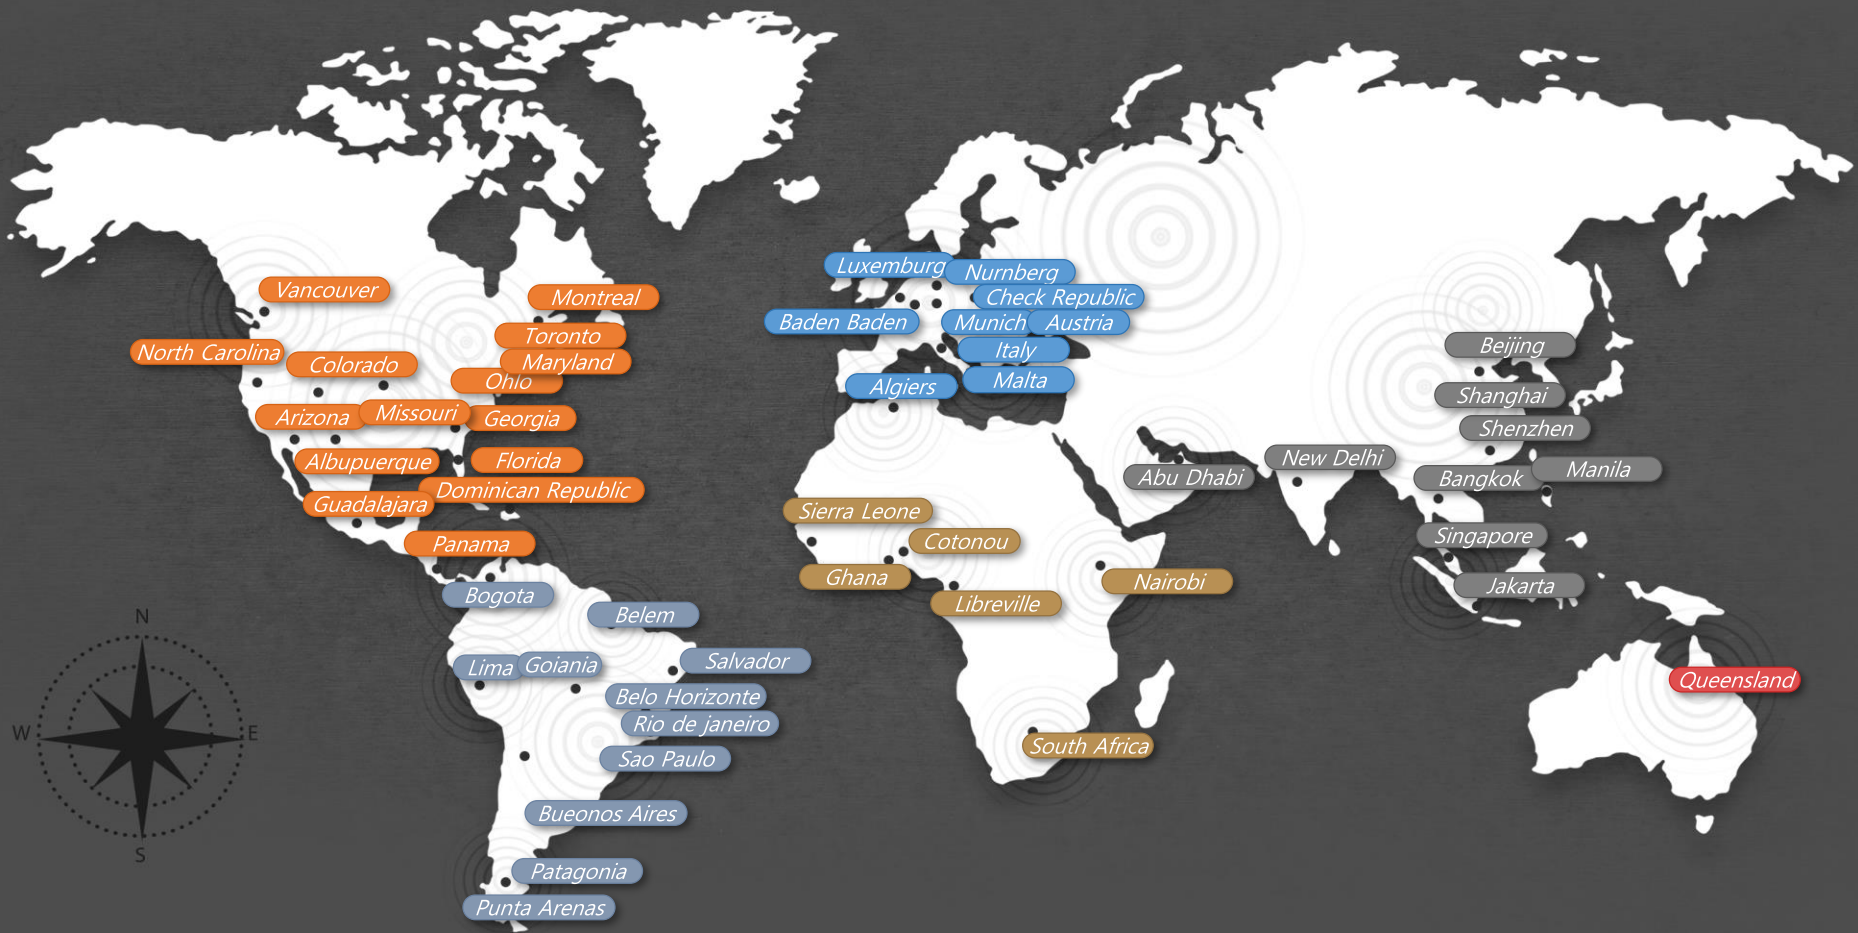 Vancouver
Montreal
Toronto
North Carolina
Colorado
Maryland
Ohio
Arizona
Missouri
Georgia
Albupuerque
Florida
Guadalajara
Dominican Republic
Panama
Bogota
Belem
Lima
Goiania
Salvador
Belo Horizonte
Rio de janeiro
Sao Paulo
Bueonos Aires
Patagonia
Punta Arenas
Luxemburg
Nurnberg
Check Republic
Baden Baden
Munich
Austria
Italy
Algiers
Malta
Sierra Leone
Cotonou
Ghana
Libreville
Nairobi
South Africa
Abu Dhabi
New Delhi
Beijing
Shanghai
Shenzhen
Bangkok
Manila
Singapore
Jakarta
Queensland
N
W
E
S